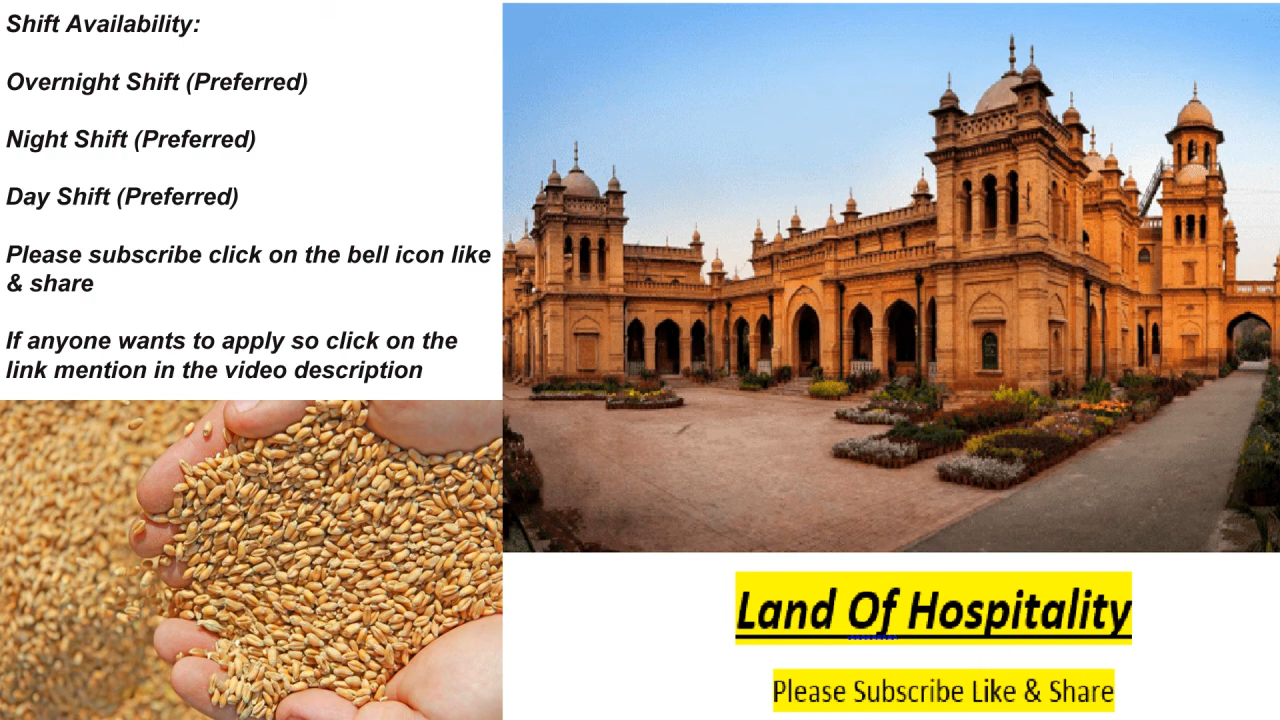 Shift Availability:
Overnight Shift (Preferred)
Night Shift (Preferred)
Day Shift (Preferred)
Please subscribe click on the bell icon like
& share
If anyone wants to apply so click on the
link mention in the video description
Land Of Hospitality
Please Subscribe Like & Share